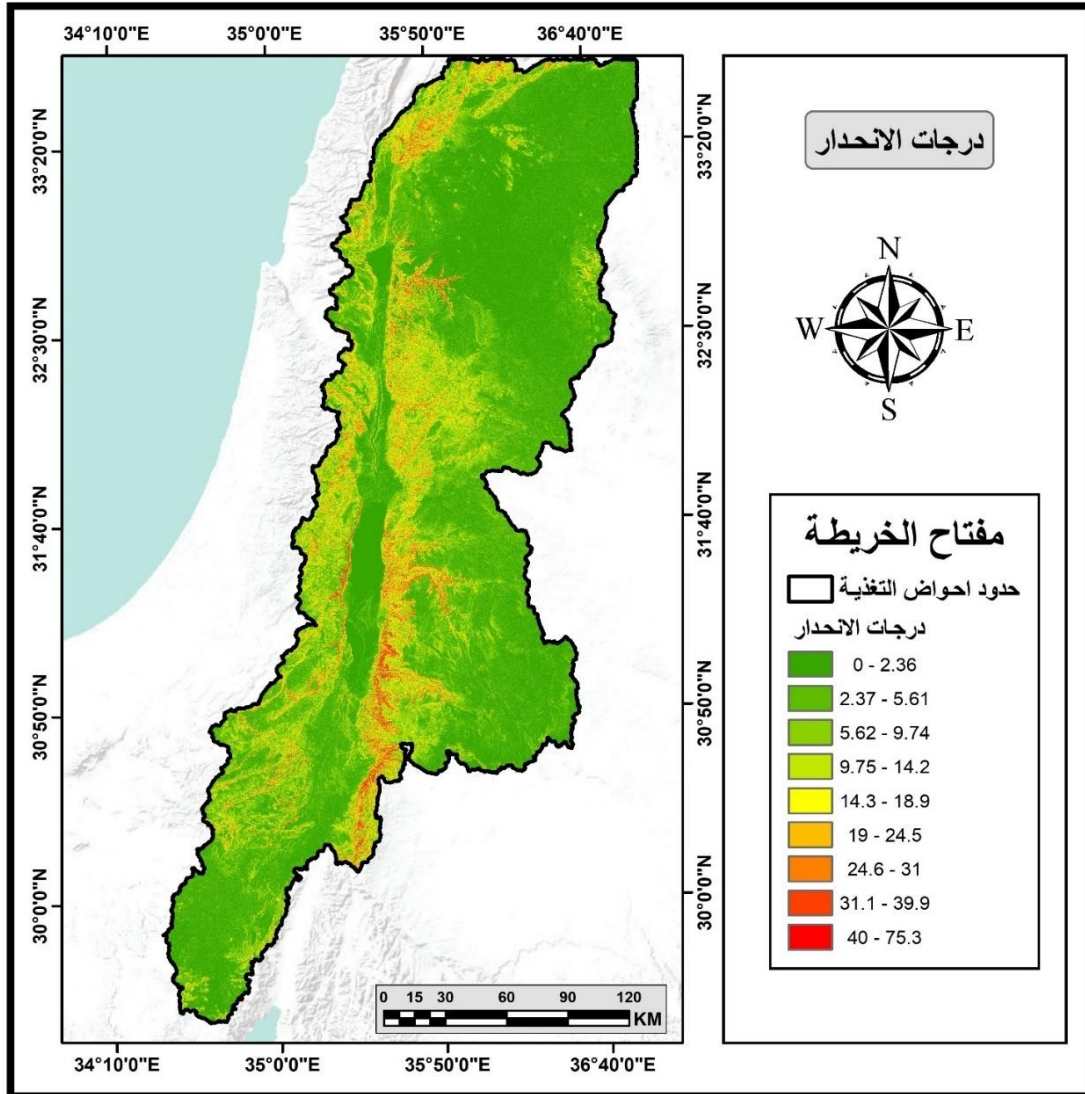 34°10'0"E 35°0'0"E 35°50'0"E 36°40'0"E
33°20'0"N
32°30'0"N
31°40'0"N
30°50'0"N
30°0'0"N
33°20'0"N
32°30'0"N
31°40'0"N
30°50'0"N
30°0'0"N
0 15 30 60 90 120
KM
34°10'0"E 35°0'0"E 35°50'0"E 36°40'0"E
درجات الانحدار
N
W E
S
مفتاح الخريطة
حدود احواض التغذية
درجات الانحدار
0 - 2.36
2.37 - 5.61
5.62 - 9.74
9.75 - 14.2
14.3 - 18.9
19 - 24.5
24.6 - 31
31.1 - 39.9
40 - 75.3